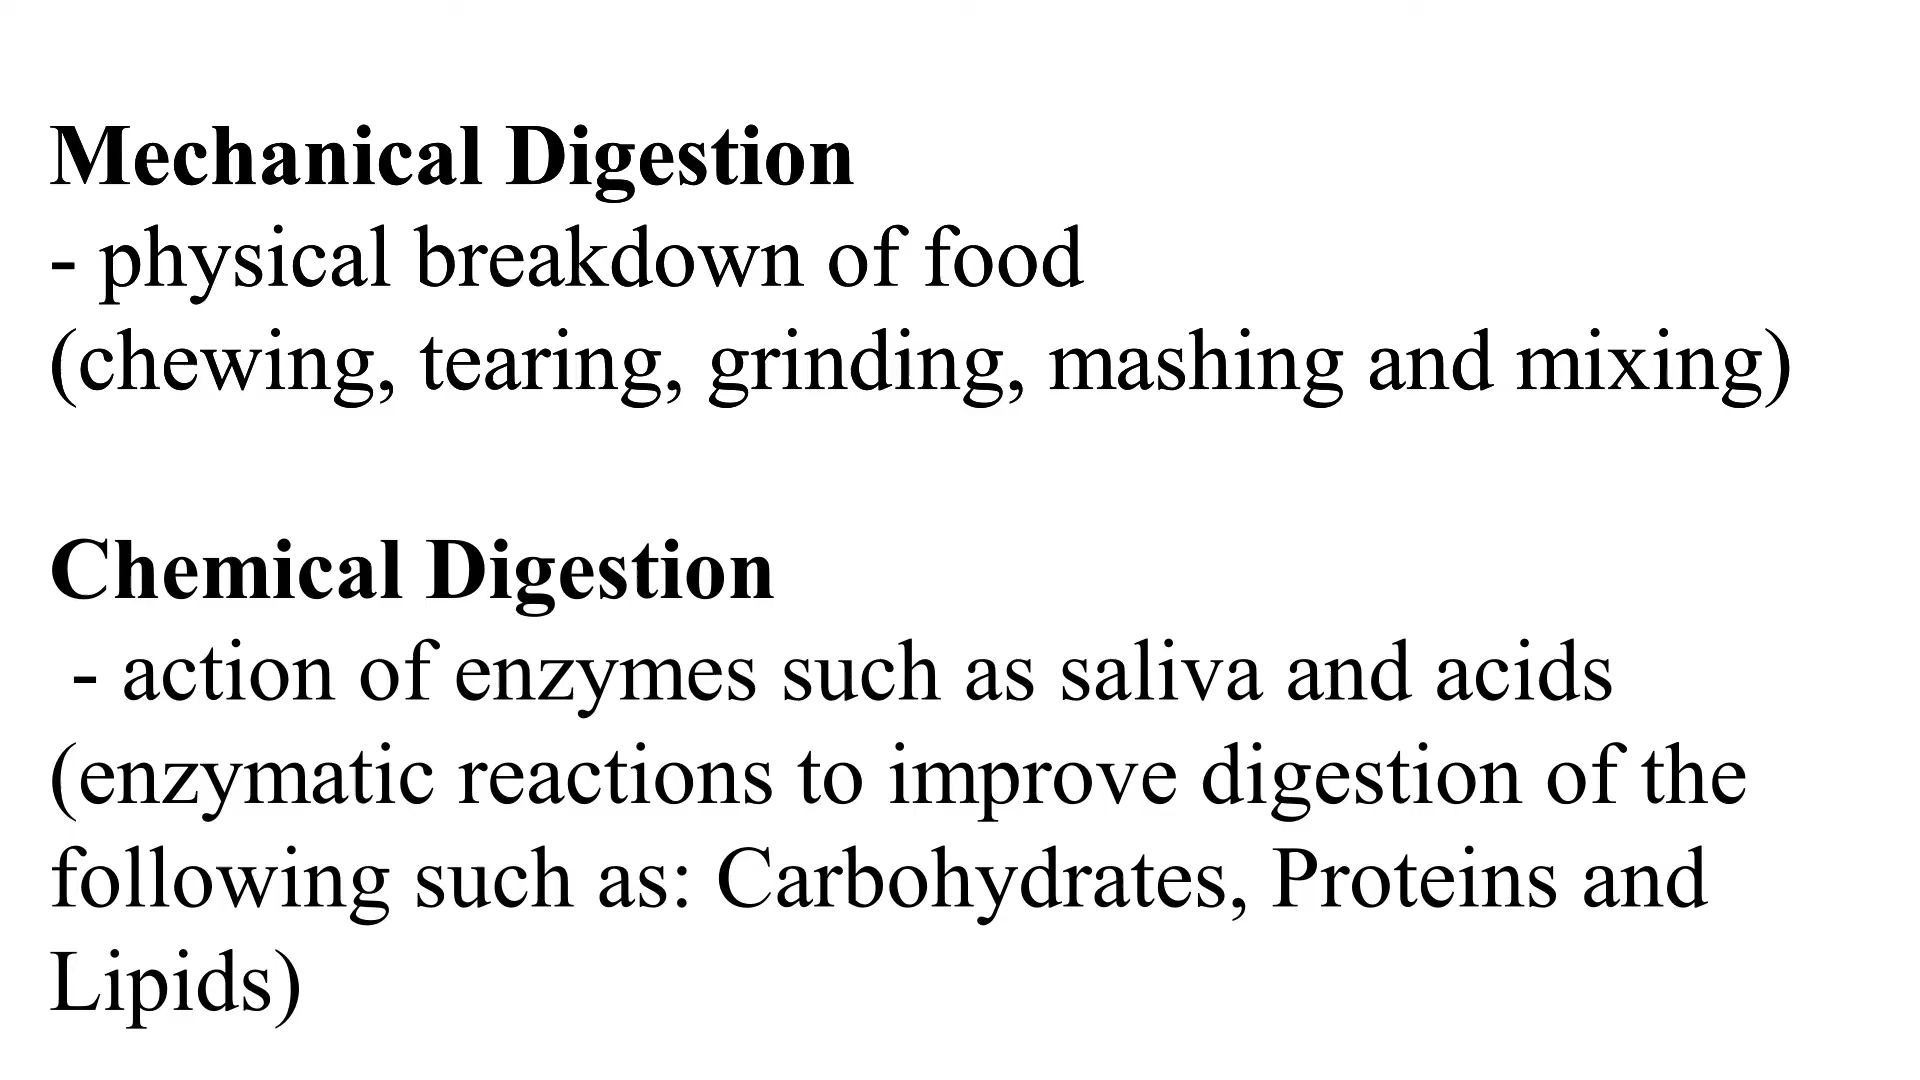 Mechanical Digestion
- physical breakdown of food
(chewing, tearing, grinding, mashing and mixing)
Chemical Digestion
- action of enzymes such as saliva and acids
(enzymatic reactions to improve digestion of the
following such as: Carbohydrates, Proteins and
Lipids)